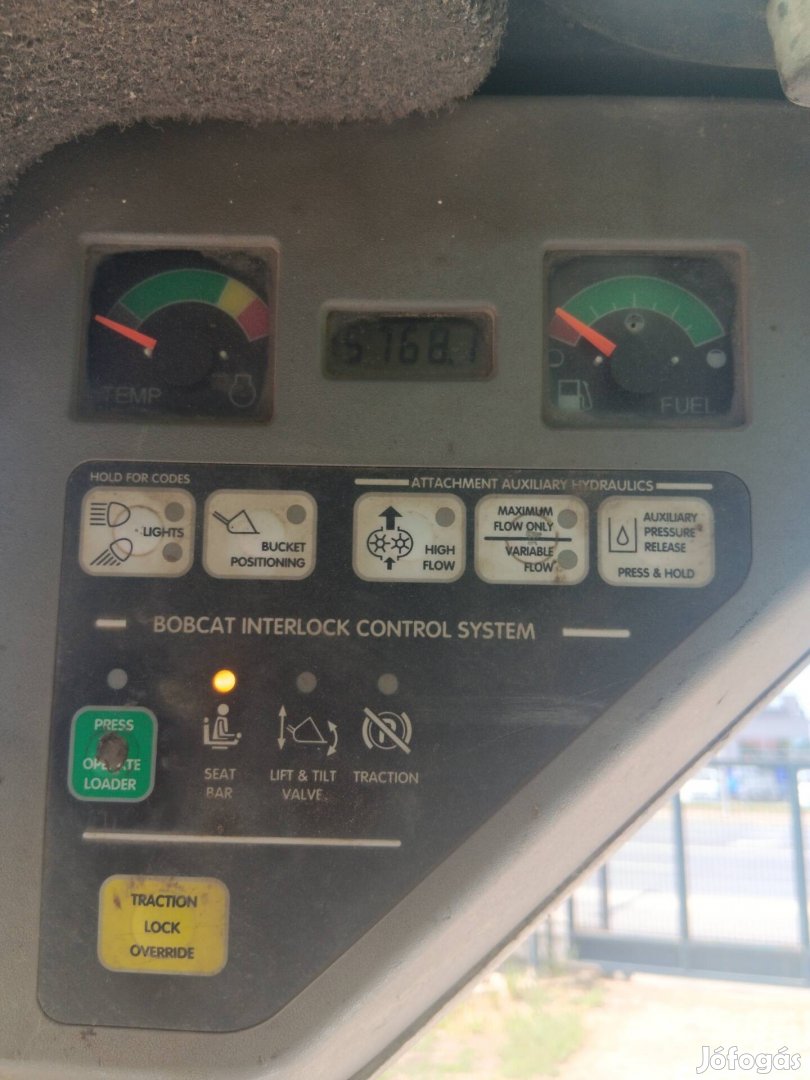 5768.1
TEMP
FUEL
HOLD FOR CODES
ATTACHMENT AUXILIARY HYDRAULICS
LIGHTS
BUCKET
POSITIONING
HIGH
FLOW
MAXIMUM
FLOW ONLY
VARIABLE
FLOW
AUXILIARY
PRESSURE
RELEASE
PRESS & HOLD
BOBCAT INTERLOCK CONTROL SYSTEM
PRESS
OPERATE
LOADER
SEAT
BAR
LIFT & TILT
VALVE
TRACTION
TRACTION
LOCK
OVERRIDE
Jófogás